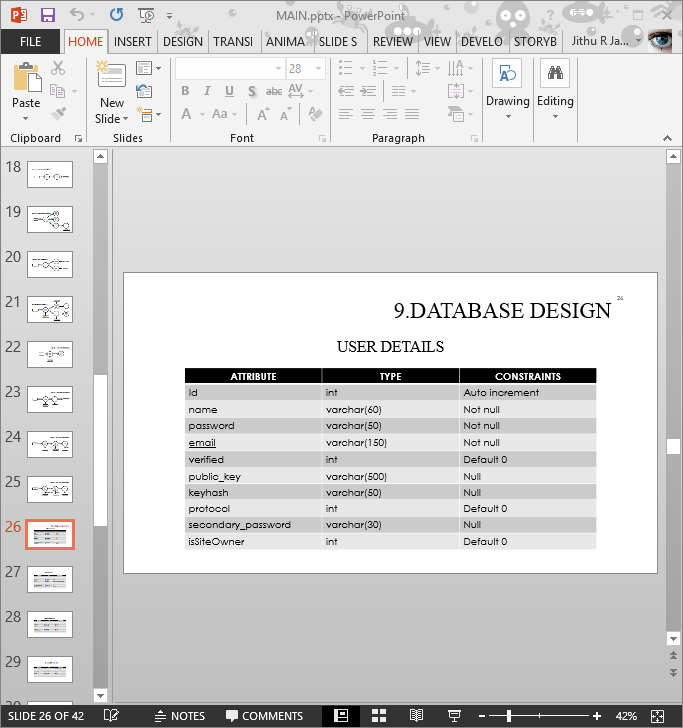 MAIN.pptx - PowerPoint
FILE HOME INSERT DESIGN TRANSI ANIMA SLIDE S REVIEW VIEW DEVELO STORYB Jithu R Ja...
Paste
New
Slide
28
B I U S abc AV
A Aa A A
Drawing
Editing
Clipboard Slides Font Paragraph
18
19
20
21
22
23
24
25
26
27
28
29
26
9.DATABASE DESIGN
USER DETAILS
ATTRIBUTE TYPE CONSTRAINTS
Id int Auto increment
name varchar(60) Not null
password varchar(50) Not null
email varchar(150) Not null
verified int Default 0
public_key varchar(500) Null
keyhash varchar(50) Null
protocol int Default 0
secondary_password varchar(30) Null
isSiteOwner int Default 0
SLIDE 26 OF 42 NOTES COMMENTS 42%